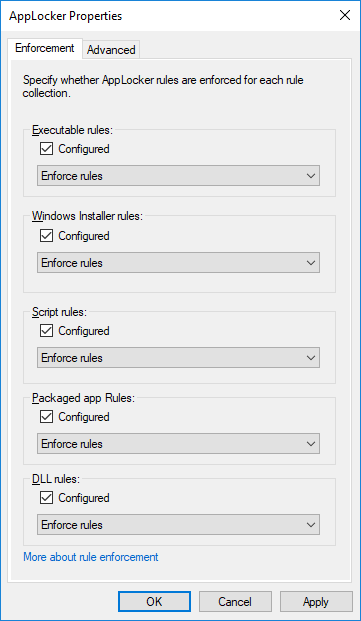 AppLocker Properties
Enforcement
Advanced
Specify whether AppLocker rules are enforced for each rule
collection.
Executable rules:
Configured
Enforce rules
Windows Installer rules:
Configured
Enforce rules
Script rules:
Configured
Enforce rules
Packaged app Rules:
Configured
Enforce rules
DLL rules:
Configured
Enforce rules
More about rule enforcement
OK
Cancel
Apply